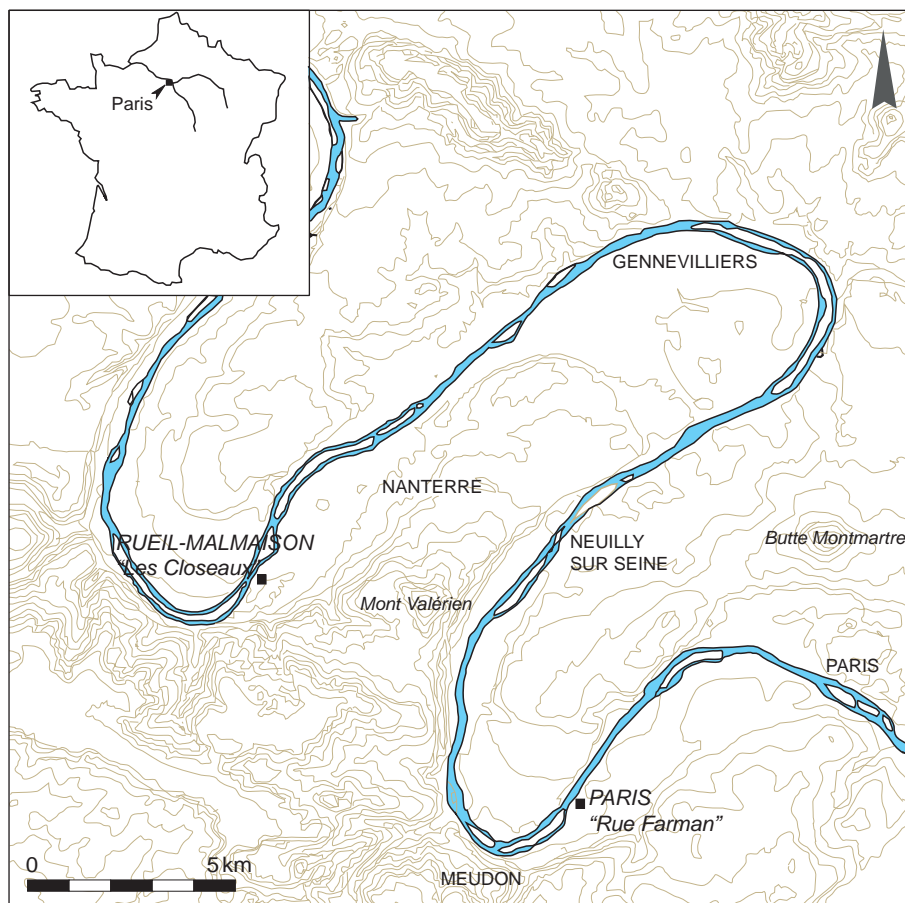 Paris
GENNEVILLIERS
NANTERRE
RUEIL-MALMAISON
“Les Closeaux”
NEUILLY
SUR SEINE
Butte Montmartre
Mont Valérien
PARIS
PARIS
“Rue Farman”
MEUDON
0 5 km